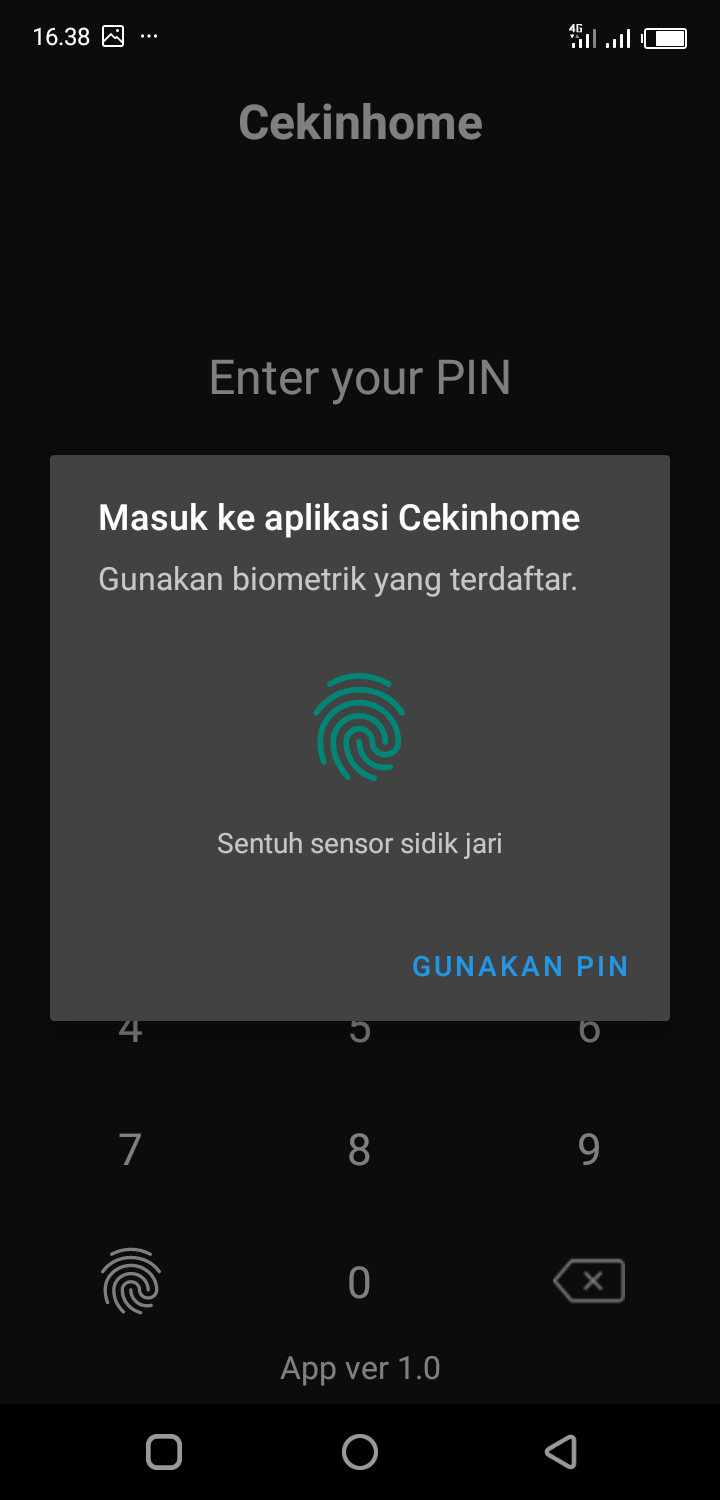 16.38
4G
Cekinhome
Enter your PIN
Masuk ke aplikasi Cekinhome
Gunakan biometrik yang terdaftar.
Sentuh sensor sidik jari
GUNAKAN PIN
4 5 6
7 8 9
0
App ver 1.0